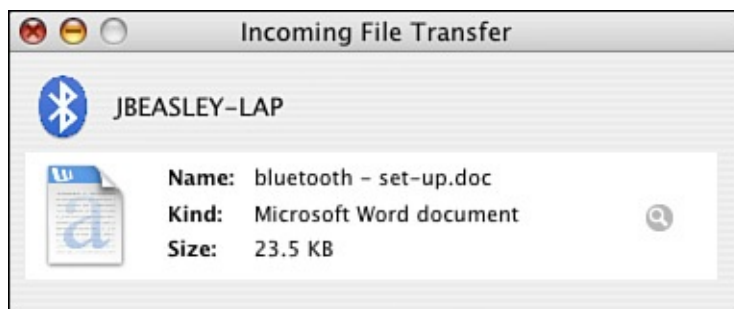 Incoming File Transfer
JBEASLEY-LAP
Name: bluetooth - set-up.doc
Kind: Microsoft Word document
Size: 23.5 KB